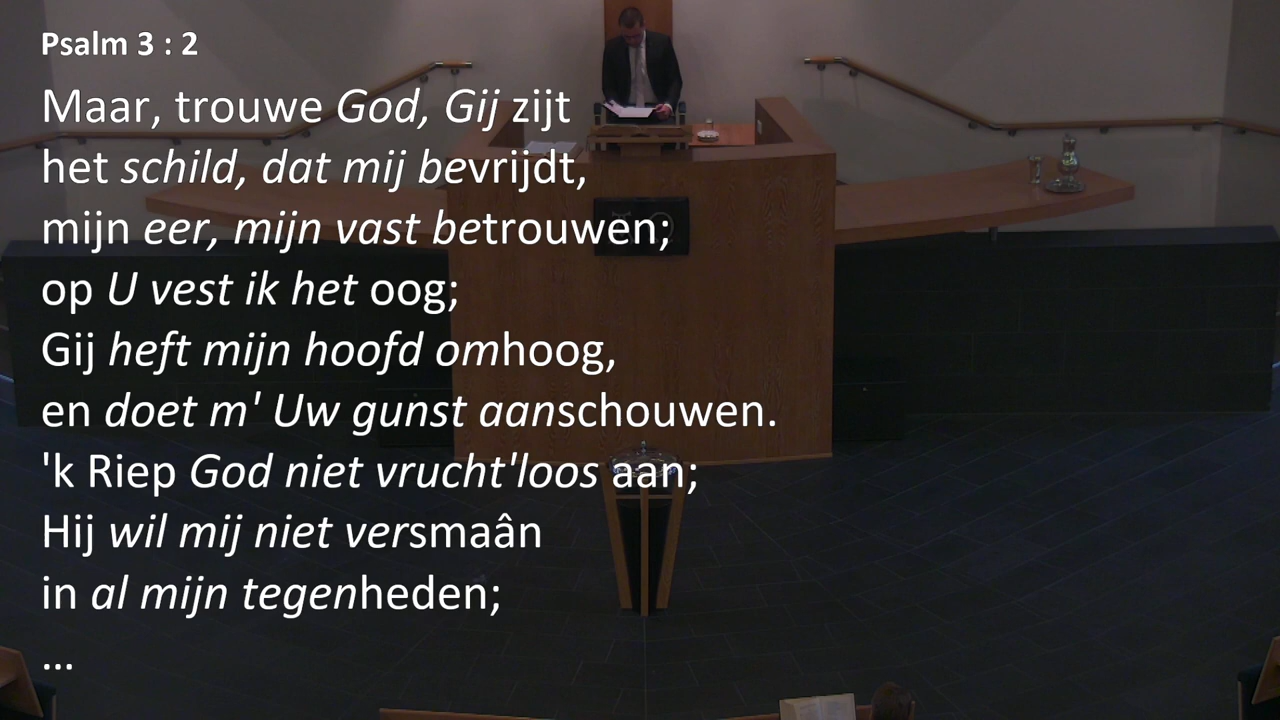 Psalm 3 : 2
Maar, trouwe God, Gij zijt
het schild, dat mij bevrijdt,
mijn eer, mijn vast betrouwen;
op U vest ik het oog;
Gij heft mijn hoofd omhoog,
en doet m' Uw gunst aanschouwen.
'k Riep God niet vrucht'loos aan;
Hij wil mij niet versmaân
in al mijn tegenheden;
...